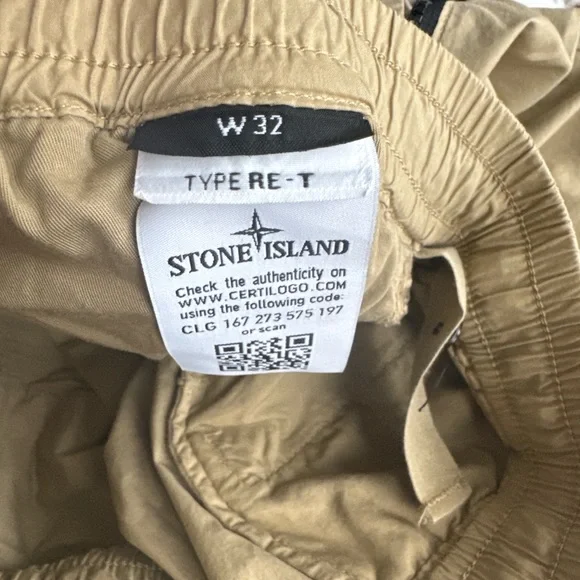 W 32
TYPE RE-T
STONE ISLAND
Check the authenticity on
WWW.CERTILOGO.COM
using the following code:
CLG 167 273 575 197
or scan